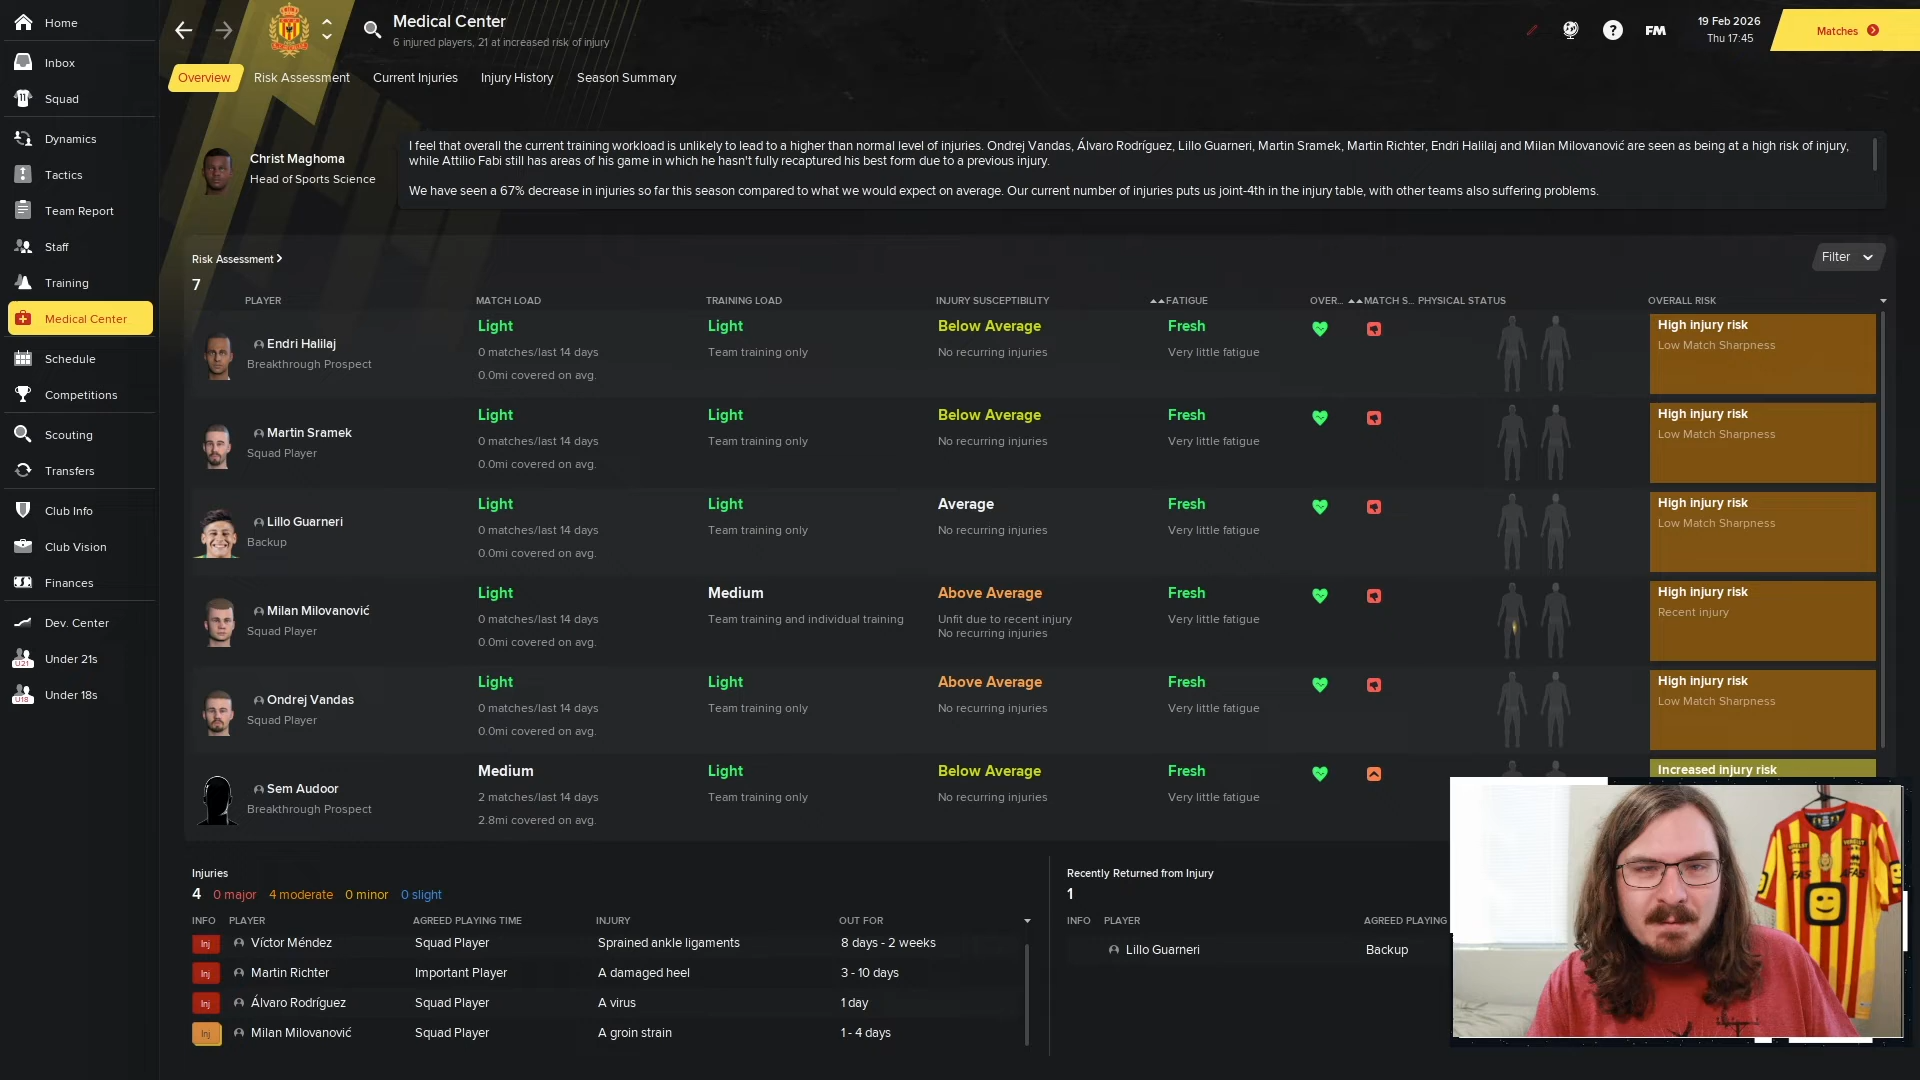 Home
Inbox
Squad
Dynamics
Tactics
Team Report
Staff
Training
Medical Center
Schedule
Competitions
Scouting
Transfers
Club Info
Club Vision
Finances
Dev. Center
Under 21s
Under 18s
Medical Center
6 injured players, 21 at increased risk of injury
FM
19 Feb 2026
Thu 17:45
Matches
Overview
Risk Assessment
Current Injuries
Injury History
Season Summary
Christ Maghoma
Head of Sports Science
I feel that overall the current training workload is unlikely to lead to a higher than normal level of injuries. Ondrej Vandas, Álvaro Rodríguez, Lillo Guarneri, Martin Sramek, Martin Richter, Endri Halilaj and Milan Milovanović are seen as being at a high risk of injury,
while Attilio Fabi still has areas of his game in which he hasn't fully recaptured his best form due to a previous injury.
We have seen a 67% decrease in injuries so far this season compared to what we would expect on average. Our current number of injuries puts us joint-4th in the injury table, with other teams also suffering problems.
Risk Assessment
7
Filter
PLAYER MATCH LOAD TRAINING LOAD INJURY SUSCEPTIBILITY FATIGUE OVER... MATCH S... PHYSICAL STATUS OVERALL RISK
Endri Halilaj
Breakthrough Prospect
Light
0 matches/last 14 days
0.0mi covered on avg.
Light
Team training only
Below Average
No recurring injuries
Fresh
Very little fatigue
High injury risk
Low Match Sharpness
Martin Sramek
Squad Player
Light
0 matches/last 14 days
0.0mi covered on avg.
Light
Team training only
Below Average
No recurring injuries
Fresh
Very little fatigue
High injury risk
Low Match Sharpness
Lillo Guarneri
Backup
Light
0 matches/last 14 days
0.0mi covered on avg.
Light
Team training only
Average
No recurring injuries
Fresh
Very little fatigue
High injury risk
Low Match Sharpness
Milan Milovanović
Squad Player
Light
0 matches/last 14 days
0.0mi covered on avg.
Medium
Team training and individual training
Above Average
Unfit due to recent injury
No recurring injuries
Fresh
Very little fatigue
High injury risk
Recent injury
Ondrej Vandas
Squad Player
Light
0 matches/last 14 days
0.0mi covered on avg.
Light
Team training only
Above Average
No recurring injuries
Fresh
Very little fatigue
High injury risk
Low Match Sharpness
Sem Audoor
Breakthrough Prospect
Medium
2 matches/last 14 days
2.8mi covered on avg.
Light
Team training only
Below Average
No recurring injuries
Fresh
Very little fatigue
Increased injury risk
Injuries
4 0 major 4 moderate 0 minor 0 slight
INFO PLAYER AGREED PLAYING TIME INJURY OUT FOR
Inj Víctor Méndez Squad Player Sprained ankle ligaments 8 days - 2 weeks
Inj Martin Richter Important Player A damaged heel 3 - 10 days
Inj Álvaro Rodríguez Squad Player A virus 1 day
Inj Milan Milovanović Squad Player A groin strain 1 - 4 days
Recently Returned from Injury
1
INFO PLAYER AGREED PLAYING
Lillo Guarneri Backup